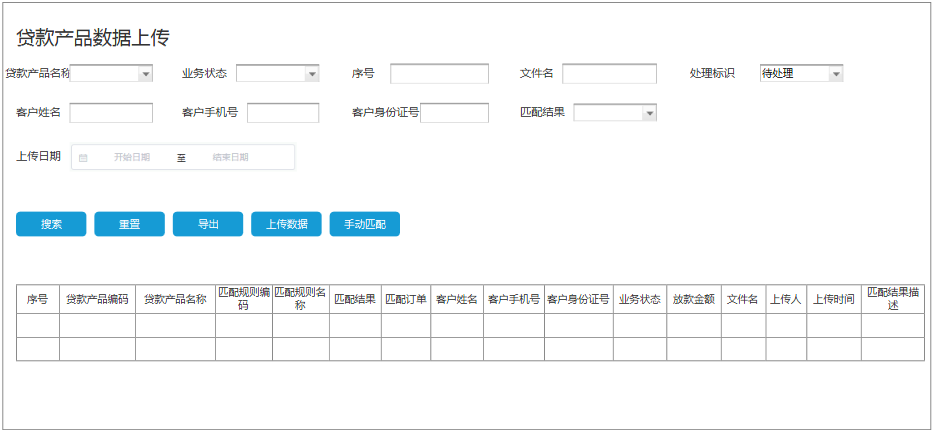 贷款产品数据上传
贷款产品名称 业务状态 序号 文件名 处理标识 待处理
客户姓名 客户手机号 客户身份证号 匹配结果
上传日期 开始日期 至 结束日期
搜索 重置 导出 上传数据 手动匹配
序号 贷款产品编码 贷款产品名称 匹配规则编码 匹配规则名称 匹配结果 匹配订单 客户姓名 客户手机号 客户身份证号 业务状态 放款金额 文件名 上传人 上传时间 匹配结果描述